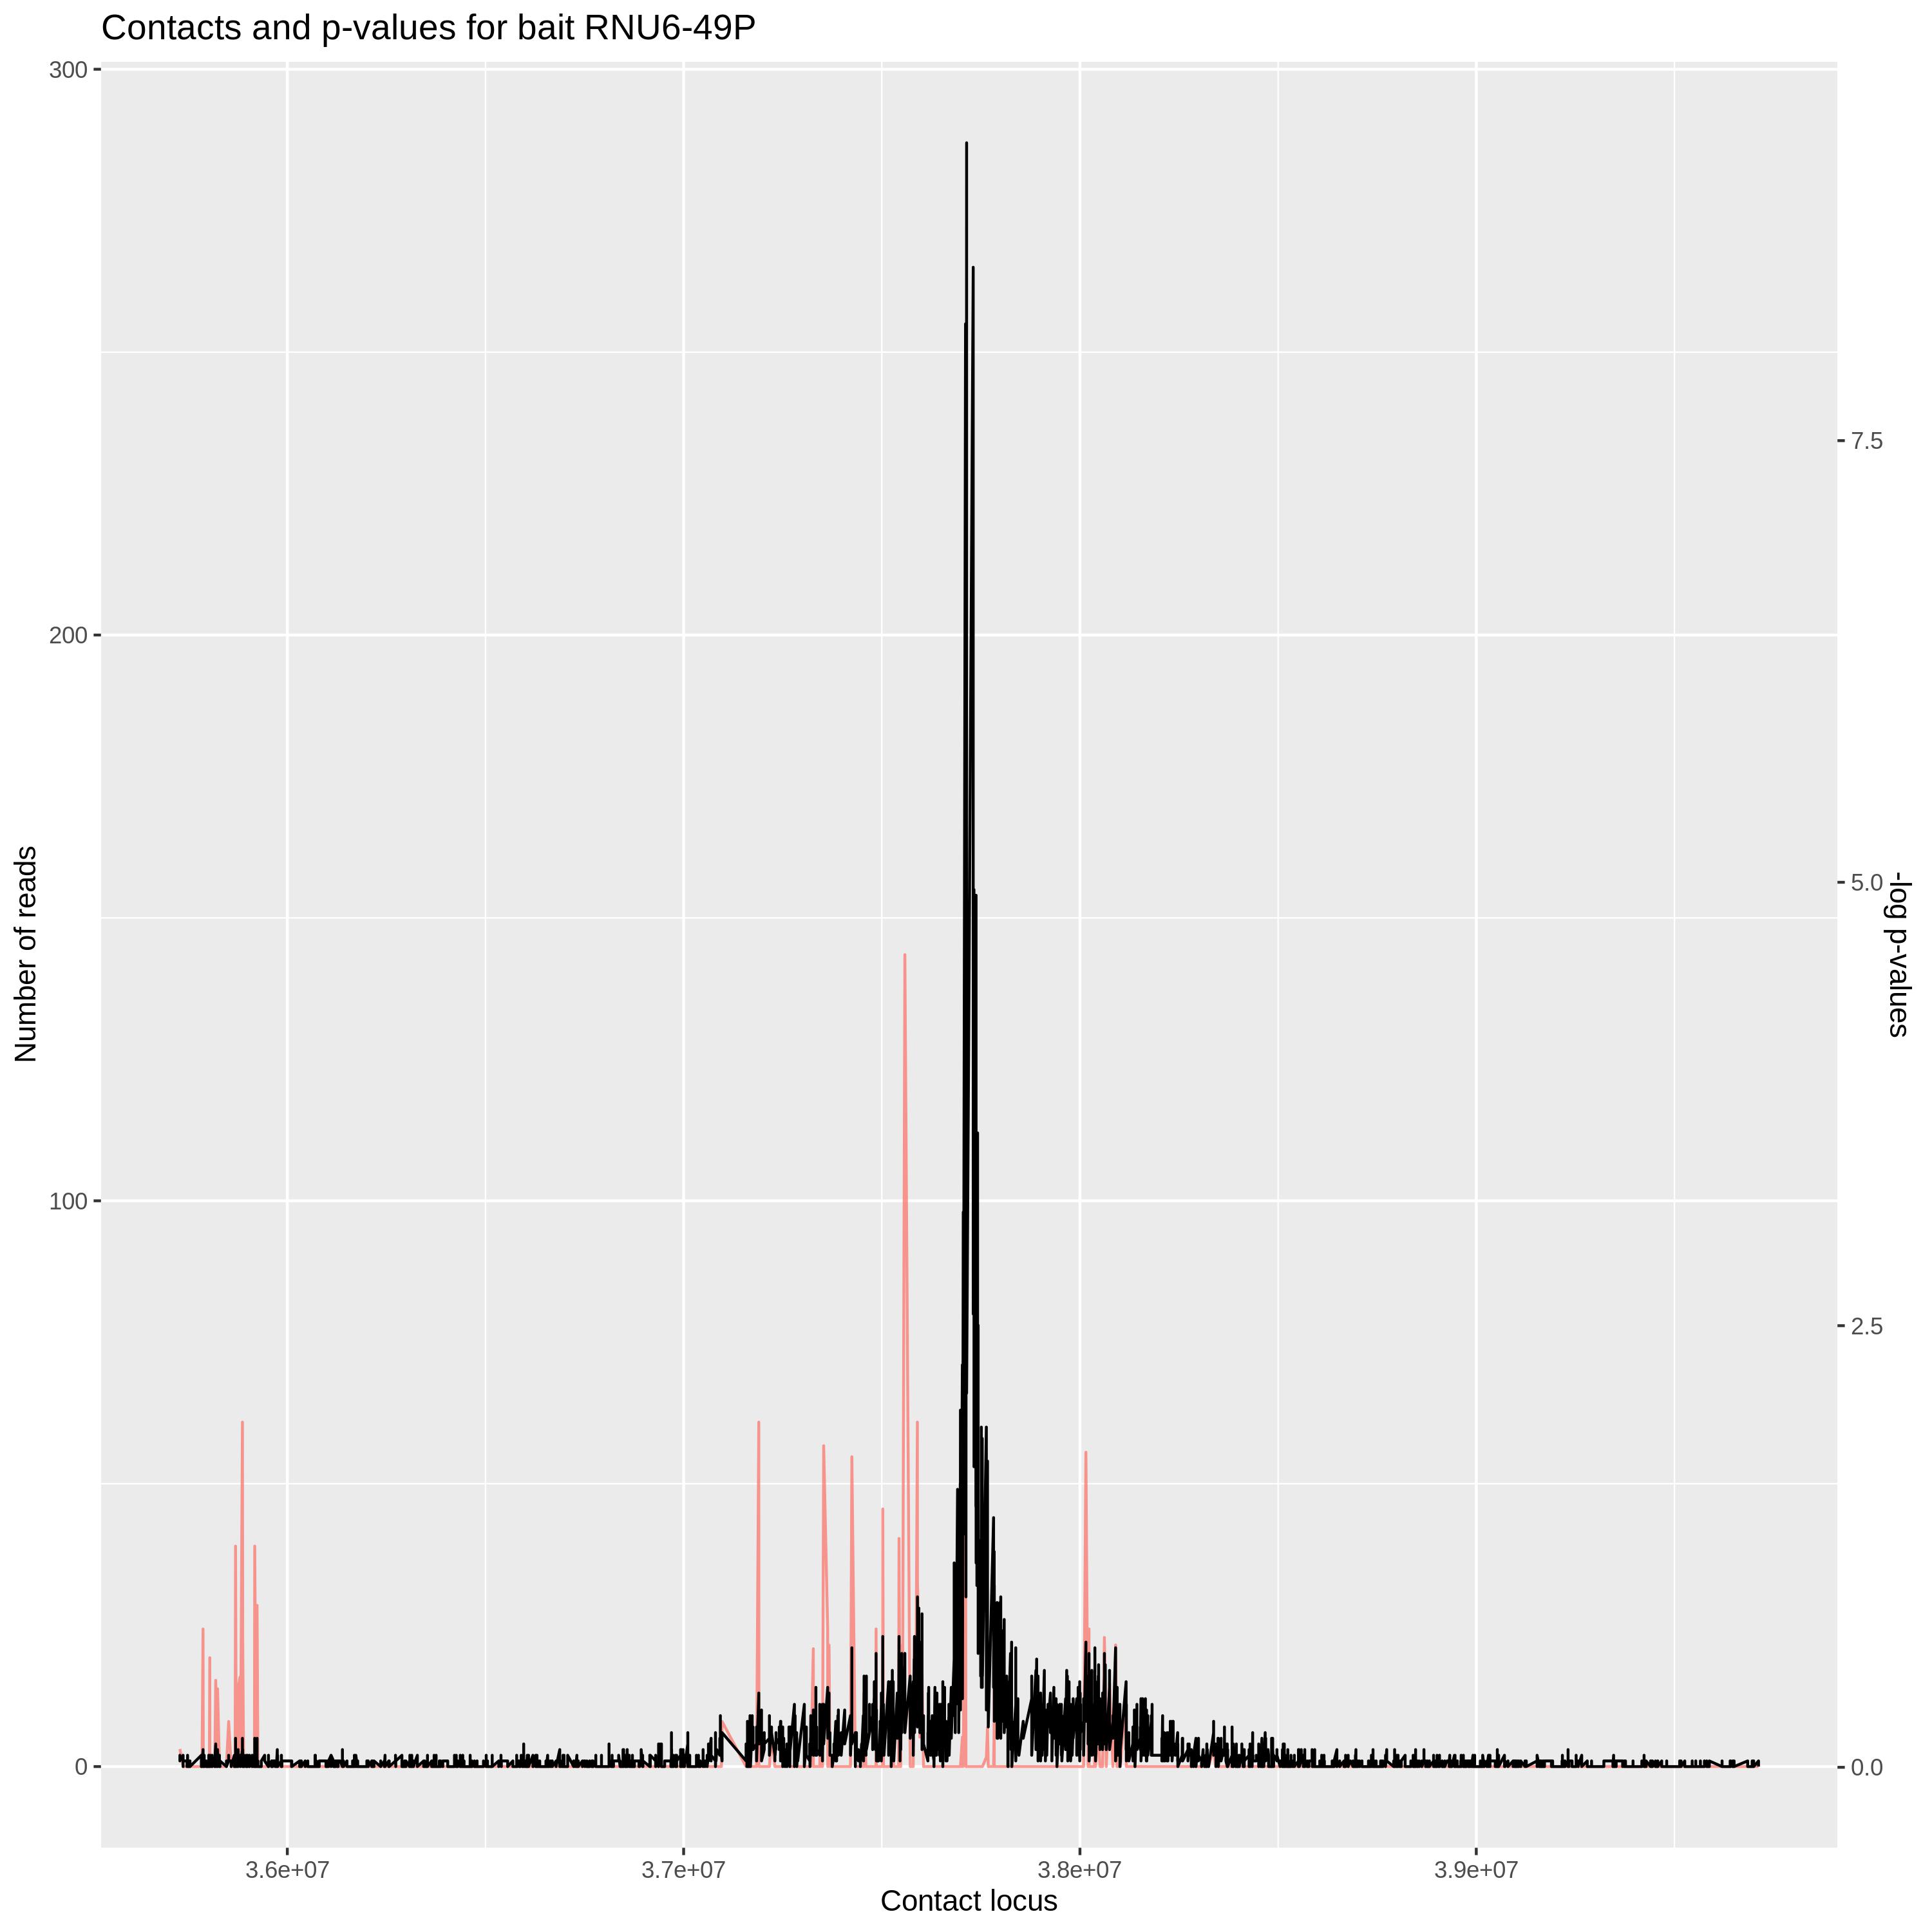 Contacts and p-values for bait RNU6-49P
300
200
100
0
Number of reads
7.5
5.0
2.5
0.0
-log p-values
3.6e+07
3.7e+07
3.8e+07
3.9e+07
Contact locus